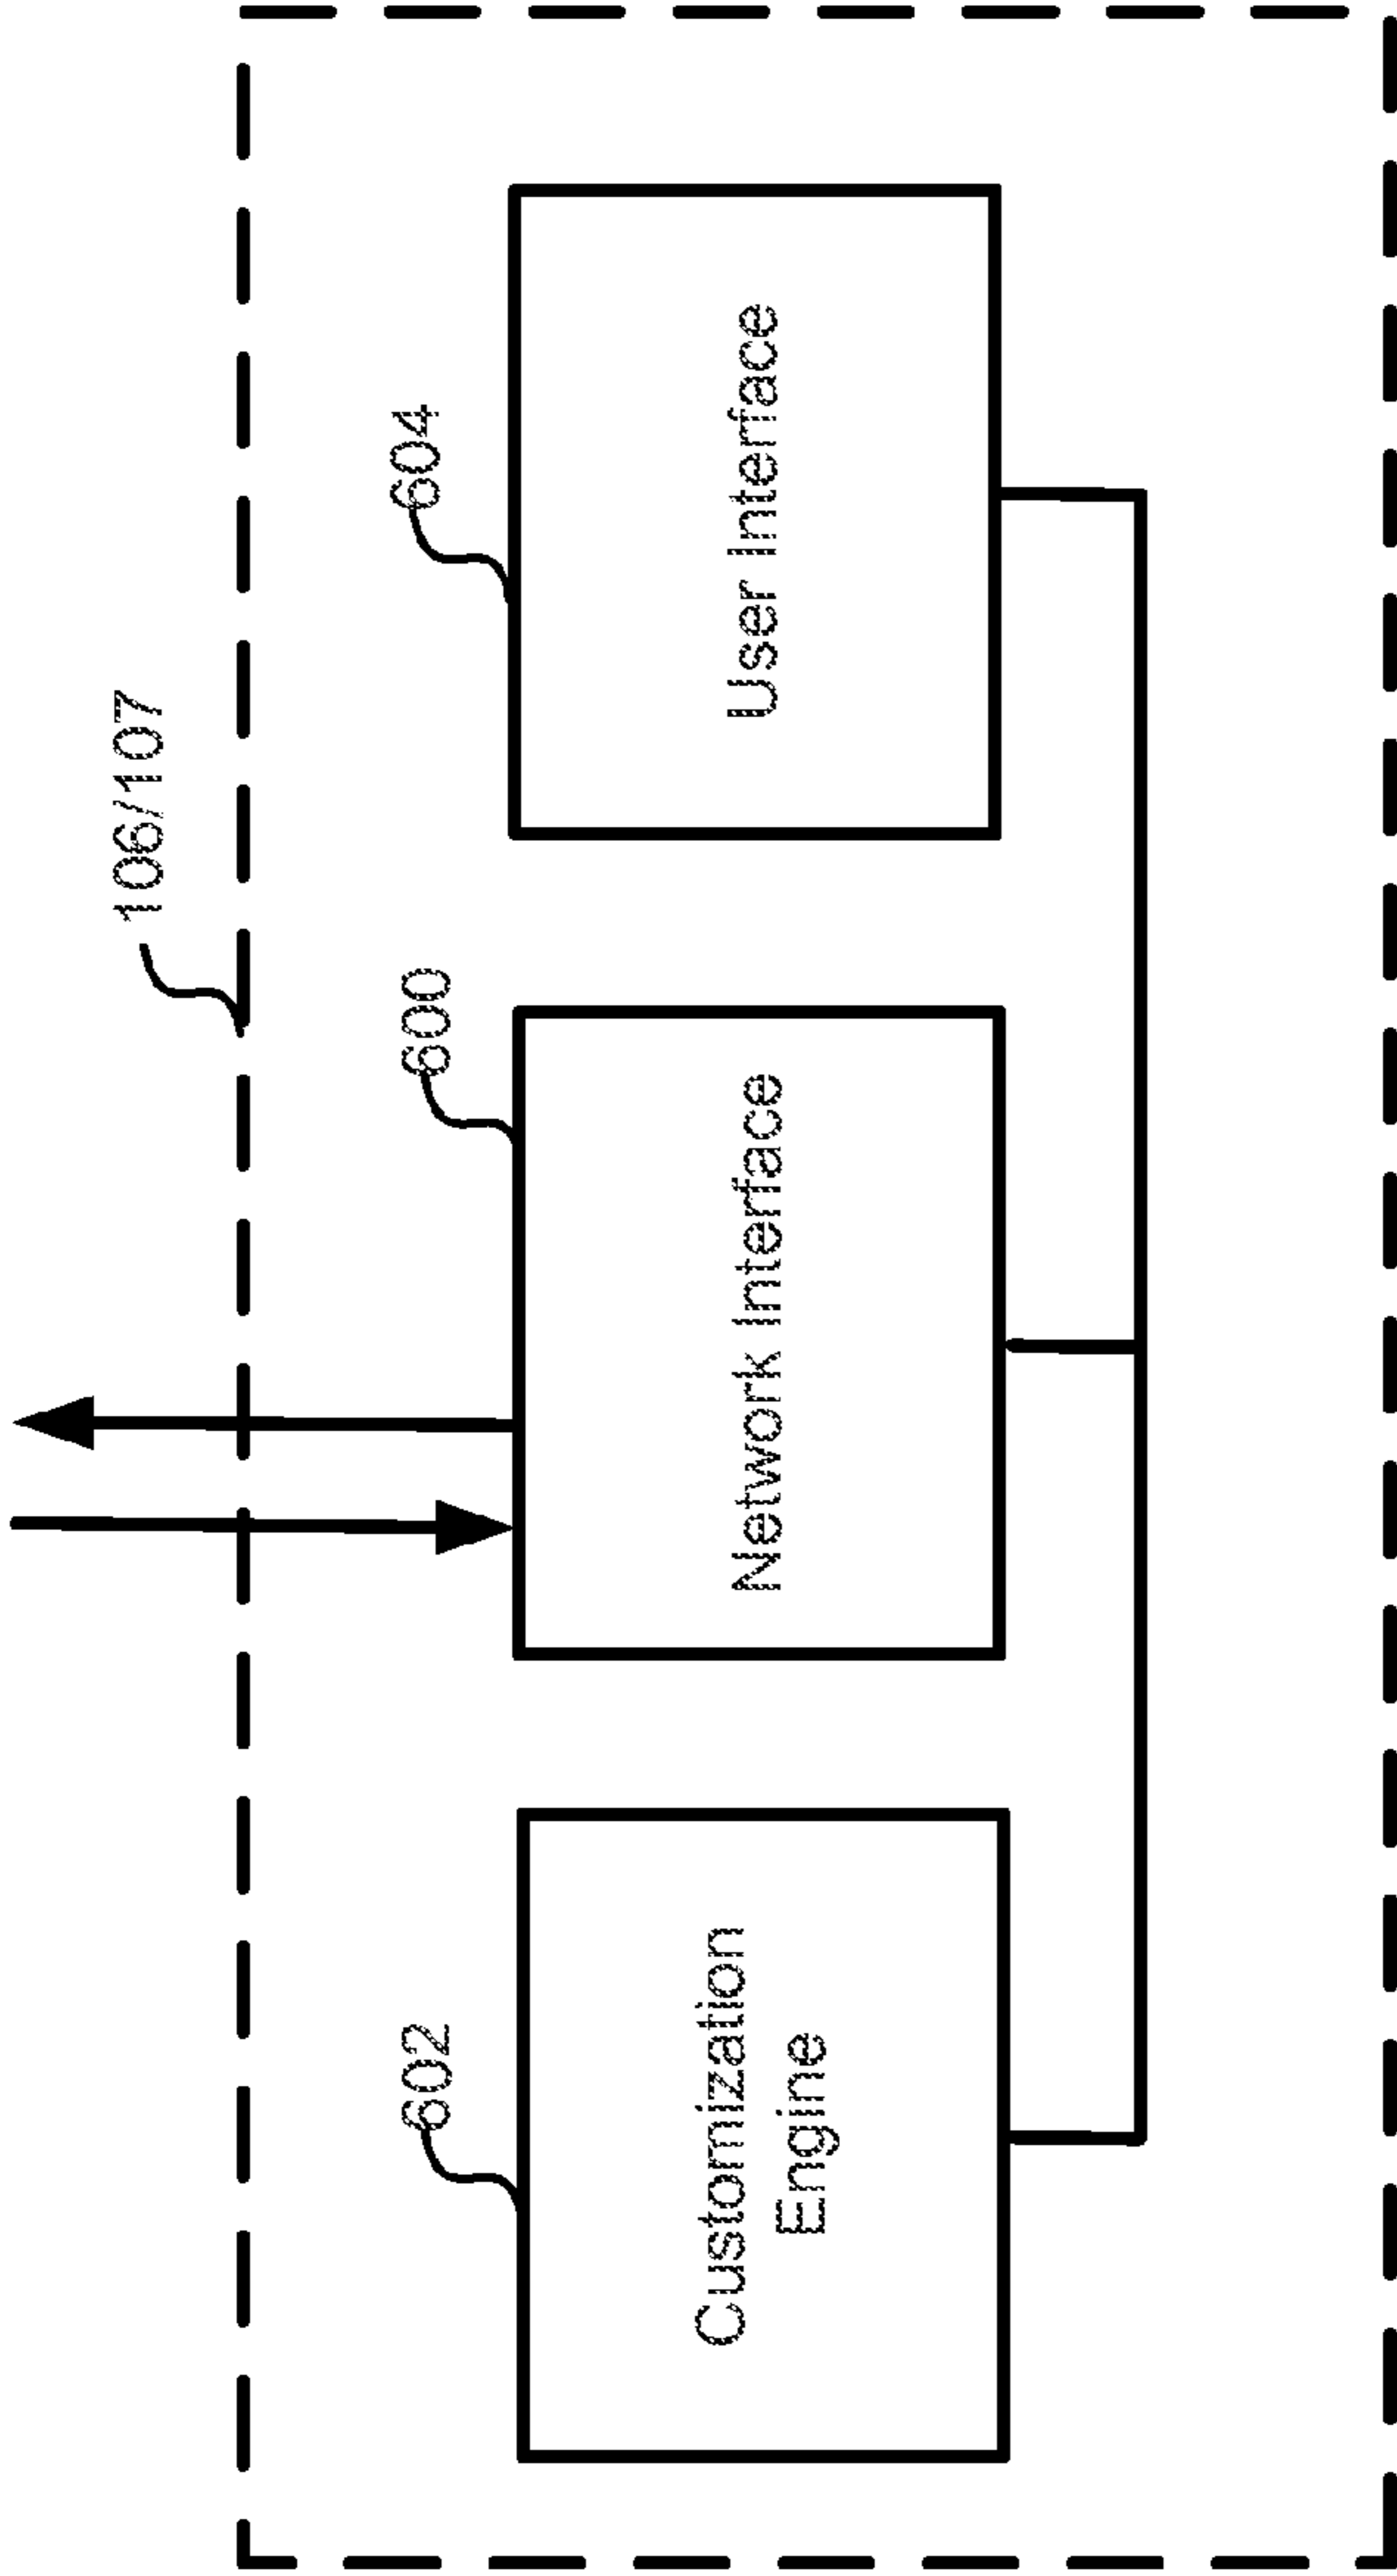 106/107
602
600
604
Customization
Engine
Network Interface
User Interface